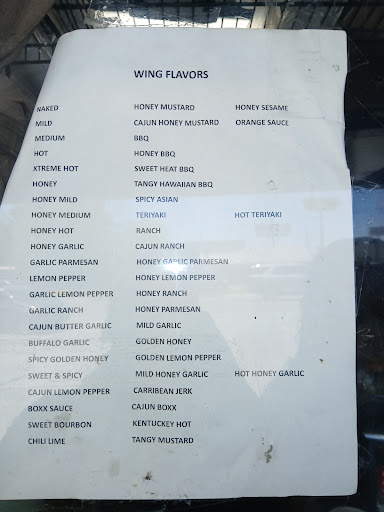 WING FLAVORS
NAKED HONEY MUSTARD HONEY SESAME
MILD CAJUN HONEY MUSTARD ORANGE SAUCE
MEDIUM BBQ
HOT HONEY BBQ
XTREME HOT SWEET HEAT BBQ
HONEY TANGY HAWAIIAN BBQ
HONEY MILD SPICY ASIAN
HONEY MEDIUM TERIYAKI HOT TERIYAKI
HONEY HOT RANCH
HONEY GARLIC CAJUN RANCH
GARLIC PARMESAN HONEY GARLIC PARMESAN
LEMON PEPPER HONEY LEMON PEPPER
GARLIC LEMON PEPPER HONEY RANCH
GARLIC RANCH HONEY PARMESAN
CAJUN BUTTER GARLIC MILD GARLIC
BUFFALO GARLIC GOLDEN HONEY
SPICY GOLDEN HONEY GOLDEN LEMON PEPPER
SWEET & SPICY MILD HONEY GARLIC HOT HONEY GARLIC
CAJUN LEMON PEPPER CARRIBEAN JERK
BOXX SAUCE CAJUN BOXX
SWEET BOURBON KENTUCKEY HOT
CHILI LIME TANGY MUSTARD